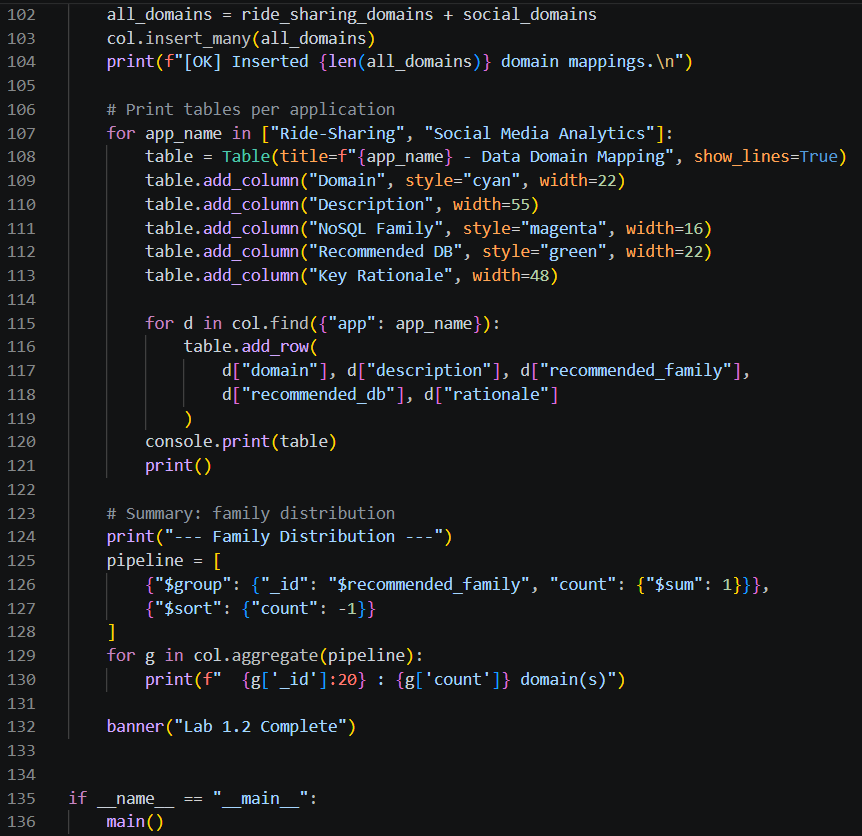 102 all_domains = ride_sharing_domains + social_domains
103 col.insert_many(all_domains)
104 print(f"[OK] Inserted {len(all_domains)} domain mappings.\n")
105
106 # Print tables per application
107 for app_name in ["Ride-Sharing", "Social Media Analytics"]:
108 table = Table(title=f"{app_name} - Data Domain Mapping", show_lines=True)
109 table.add_column("Domain", style="cyan", width=22)
110 table.add_column("Description", width=55)
111 table.add_column("NoSQL Family", style="magenta", width=16)
112 table.add_column("Recommended DB", style="green", width=22)
113 table.add_column("Key Rationale", width=48)
114
115 for d in col.find({"app": app_name}):
116 table.add_row(
117 d["domain"], d["description"], d["recommended_family"],
118 d["recommended_db"], d["rationale"]
119 )
120 console.print(table)
121 print()
122
123 # Summary: family distribution
124 print("--- Family Distribution ---")
125 pipeline = [
126 {"$group": {"_id": "$recommended_family", "count": {"$sum": 1}}},
127 {"$sort": {"count": -1}}
128 ]
129 for g in col.aggregate(pipeline):
130 print(f"  {g['_id']:20} : {g['count']} domain(s)")
131
132 banner("Lab 1.2 Complete")
133
134
135 if __name__ == "__main__":
136 main()